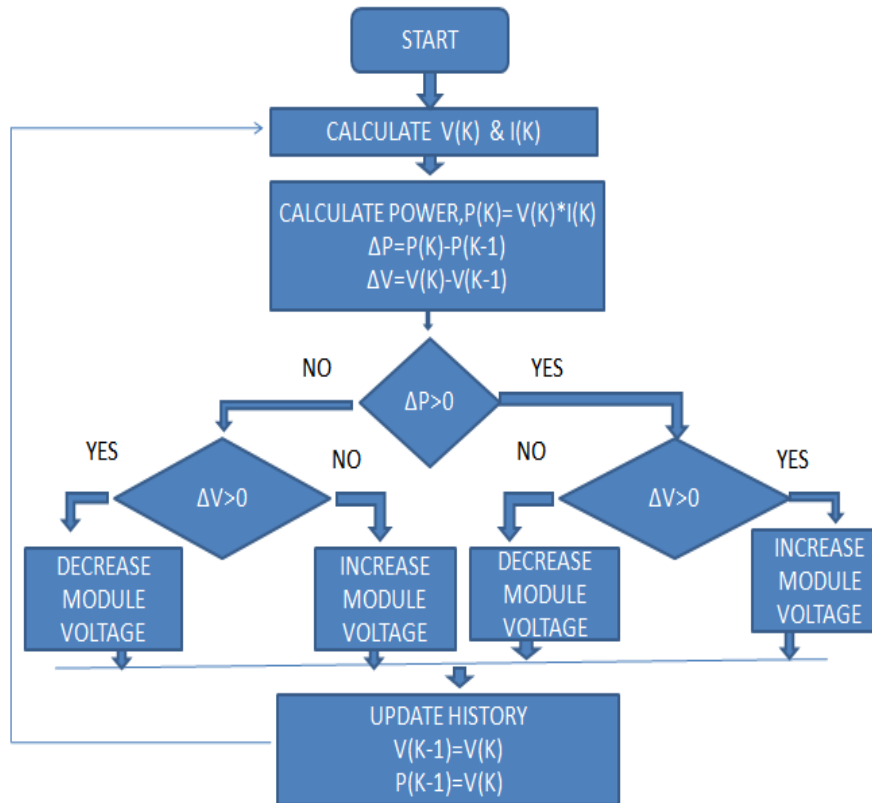 START
CALCULATE V(K) & I(K)
CALCULATE POWER,P(K)= V(K)*I(K)
ΔP=P(K)-P(K-1)
ΔV=V(K)-V(K-1)
NO
YES
ΔP>0
YES
NO
NO
YES
ΔV>0
ΔV>0
DECREASE
MODULE
VOLTAGE
INCREASE
MODULE
VOLTAGE
DECREASE
MODULE
VOLTAGE
INCREASE
MODULE
VOLTAGE
UPDATE HISTORY
V(K-1)=V(K)
P(K-1)=V(K)